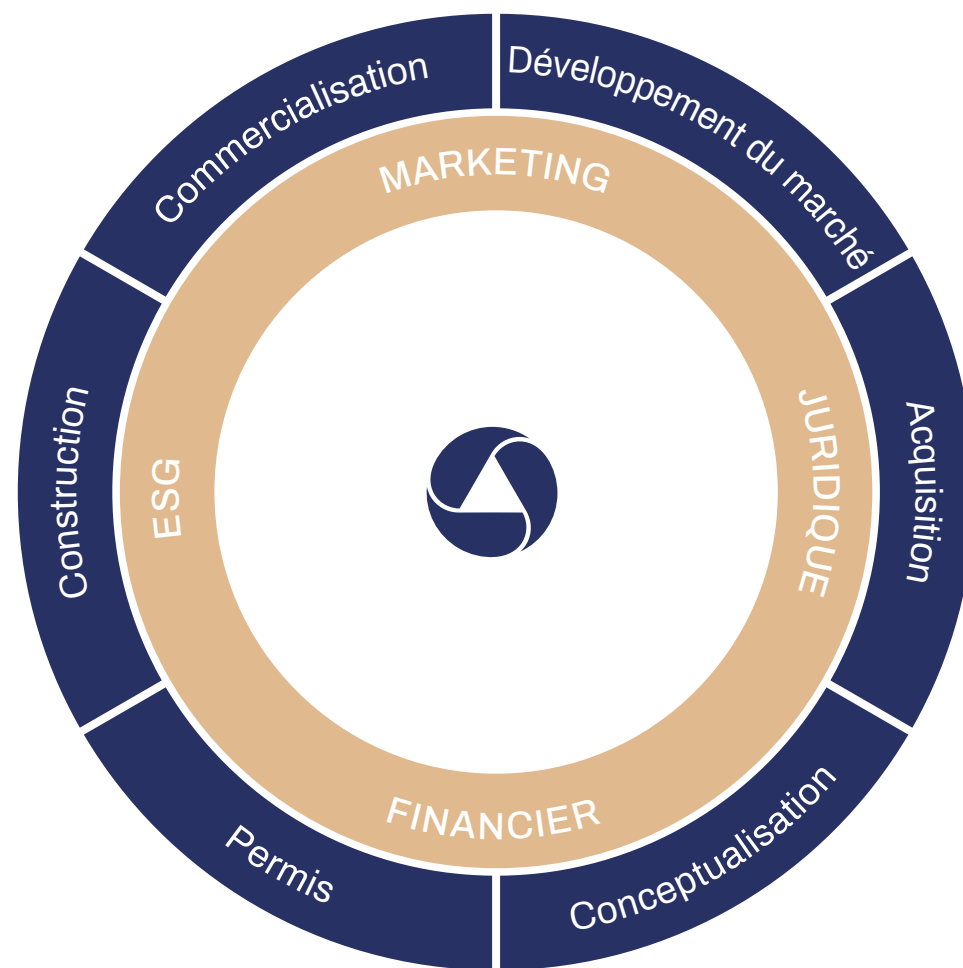 Développement du marché
Acquisition
Conceptualisation
Permis
Construction
Commercialisation
MARKETING
JURIDIQUE
FINANCIER
ESG